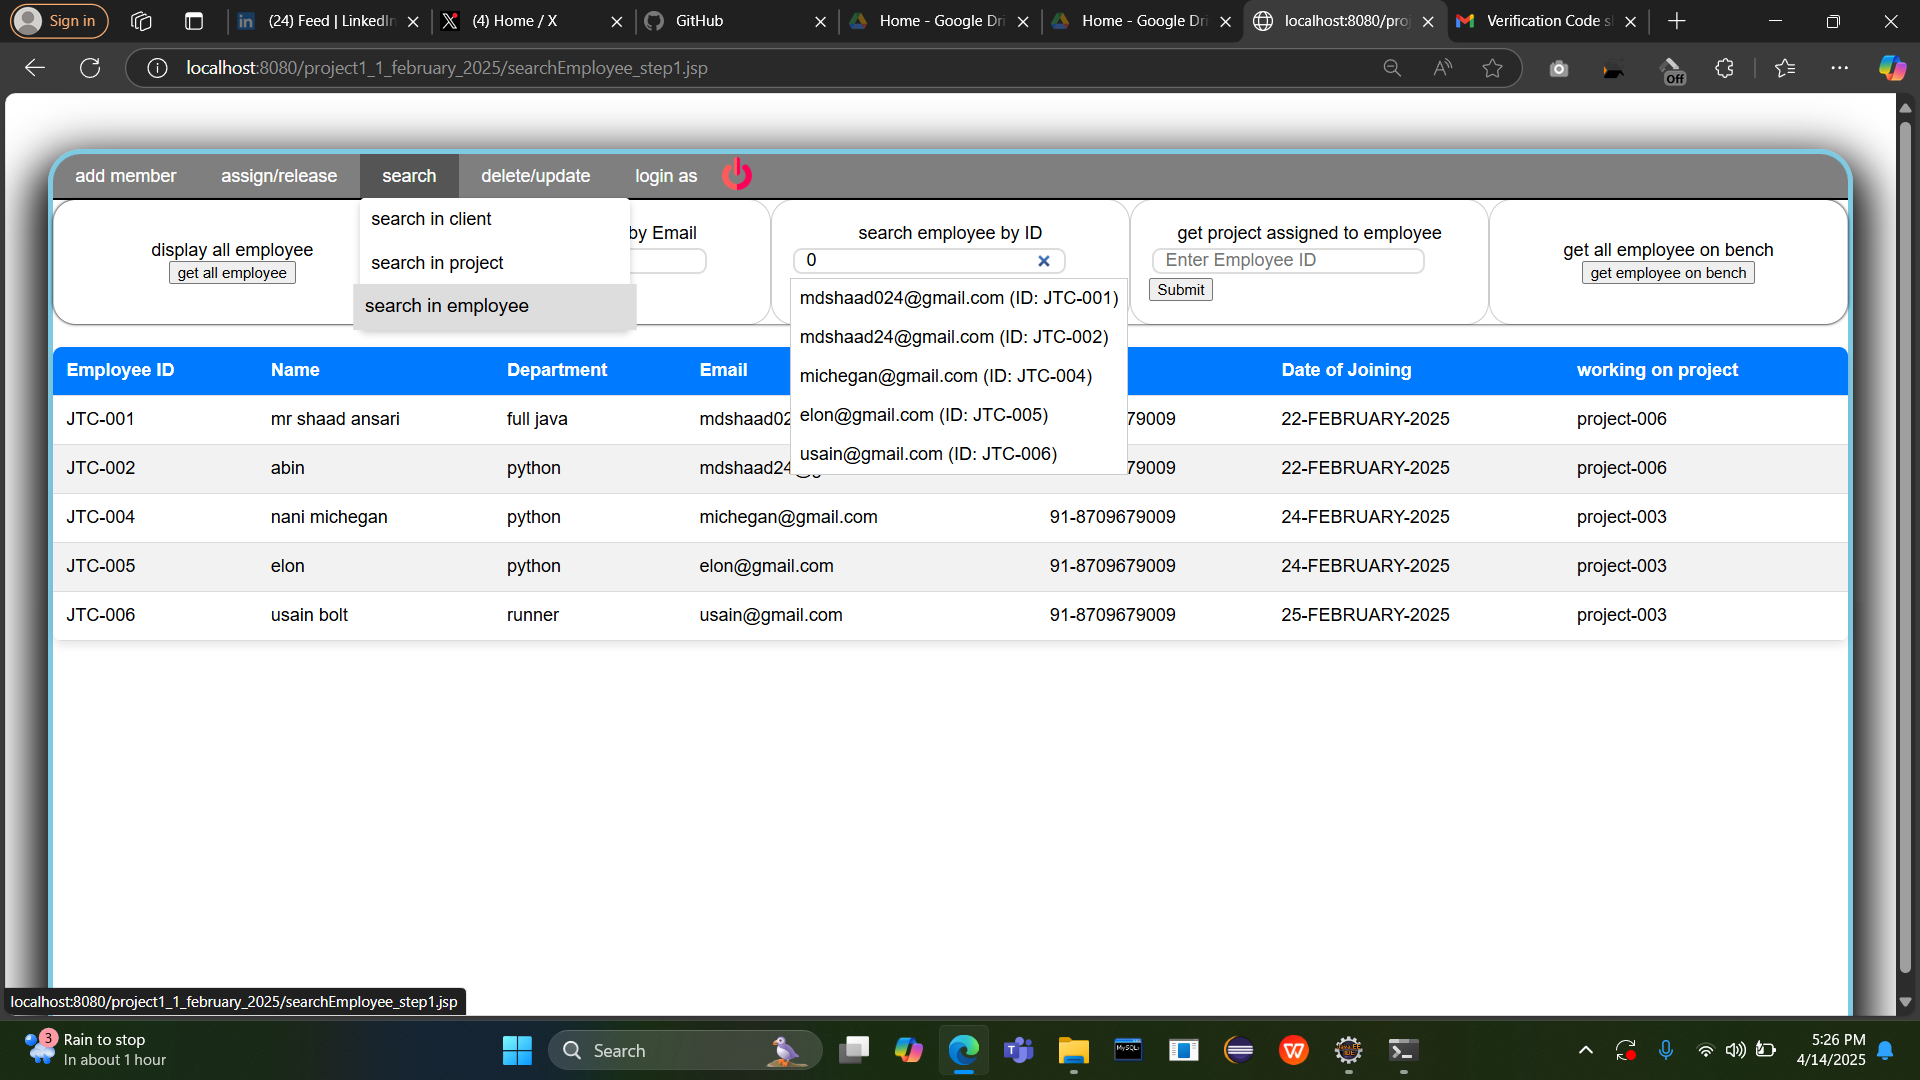 Sign in
(24) Feed | LinkedIn
(4) Home / X
GitHub
Home - Google Dri
Home - Google Dri
localhost:8080/proj
Verification Code s
localhost:8080/project1_1_february_2025/searchEmployee_step1.jsp
Off
add member
assign/release
search
delete/update
login as
search in client
search in project
search in employee
display all employee
get all employee
by Email
search employee by ID
0
mdshaad024@gmail.com (ID: JTC-001)
mdshaad24@gmail.com (ID: JTC-002)
michegan@gmail.com (ID: JTC-004)
elon@gmail.com (ID: JTC-005)
usain@gmail.com (ID: JTC-006)
get project assigned to employee
Enter Employee ID
Submit
get all employee on bench
get employee on bench
Employee ID Name Department Email Date of Joining working on project
JTC-001 mr shaad ansari full java mdshaad02 79009 22-FEBRUARY-2025 project-006
JTC-002 abin python mdshaad24 79009 22-FEBRUARY-2025 project-006
JTC-004 nani michegan python michegan@gmail.com 91-8709679009 24-FEBRUARY-2025 project-003
JTC-005 elon python elon@gmail.com 91-8709679009 24-FEBRUARY-2025 project-003
JTC-006 usain bolt runner usain@gmail.com 91-8709679009 25-FEBRUARY-2025 project-003
localhost:8080/project1_1_february_2025/searchEmployee_step1.jsp
3
Rain to stop
In about 1 hour
Search
5:26 PM
4/14/2025